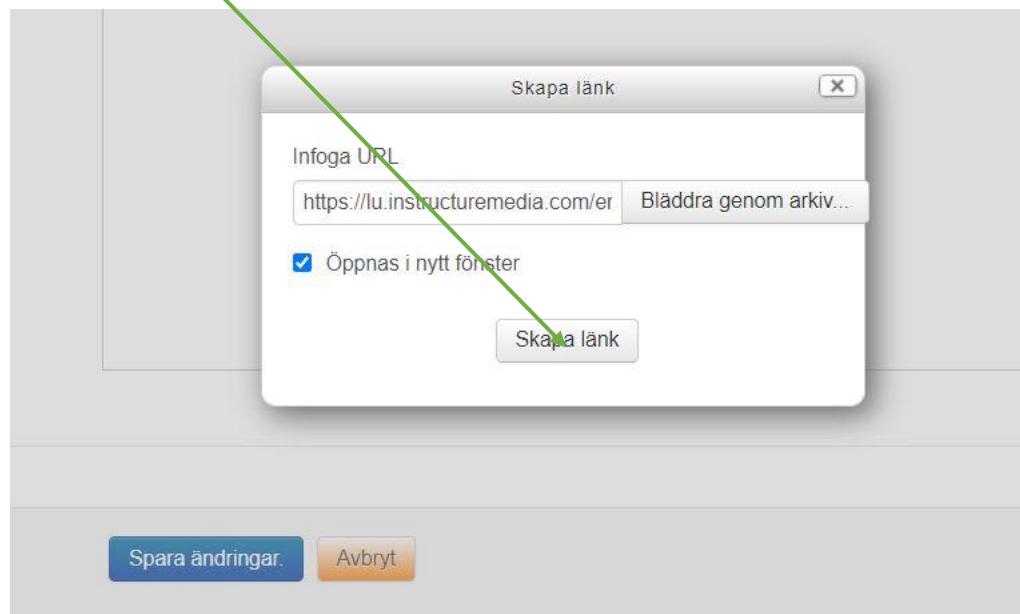 Skapa länk
Infoga URL
https://lu.instructuremedia.com/er Bläddra genom arkiv...
Öppnas i nytt fönster
Skapa länk
Spara ändringar. Avbryt